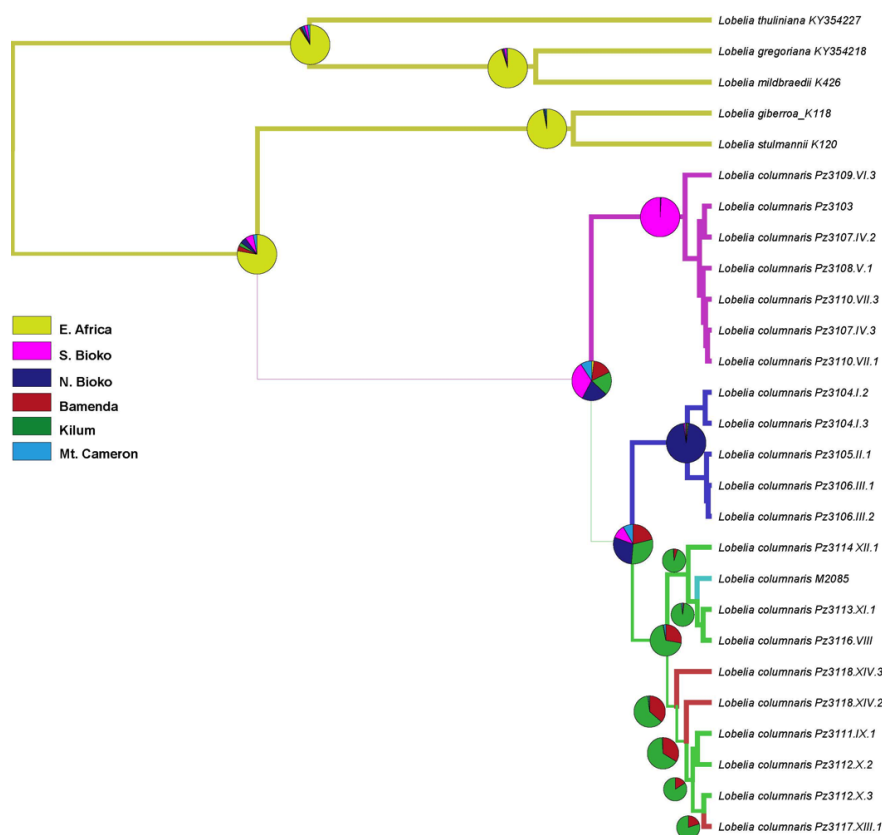 Lobelia thuliniana KY354227
Lobelia gregoriana KY354218
Lobelia mildbraedii K426
Lobelia giberroa_K118
Lobelia stulmannii K120
Lobelia columnaris Pz3109.VI.3
Lobelia columnaris Pz3103
Lobelia columnaris Pz3107.IV.2
Lobelia columnaris Pz3108.V.1
Lobelia columnaris Pz3110.VII.3
Lobelia columnaris Pz3107.IV.3
Lobelia columnaris Pz3110.VII.1
Lobelia columnaris Pz3104.I.2
Lobelia columnaris Pz3104.I.3
Lobelia columnaris Pz3105.II.1
Lobelia columnaris Pz3106.III.1
Lobelia columnaris Pz3106.III.2
Lobelia columnaris Pz3114 XII.1
Lobelia columnaris M2085
Lobelia columnaris Pz3113.XI.1
Lobelia columnaris Pz3116.VIII
Lobelia columnaris Pz3118.XIV.3
Lobelia columnaris Pz3118.XIV.2
Lobelia columnaris Pz3111.IX.1
Lobelia columnaris Pz3112.X.2
Lobelia columnaris Pz3112.X.3
Lobelia columnaris Pz3117.XIII.1
E. Africa
S. Bioko
N. Bioko
Bamenda
Kilum
Mt. Cameron